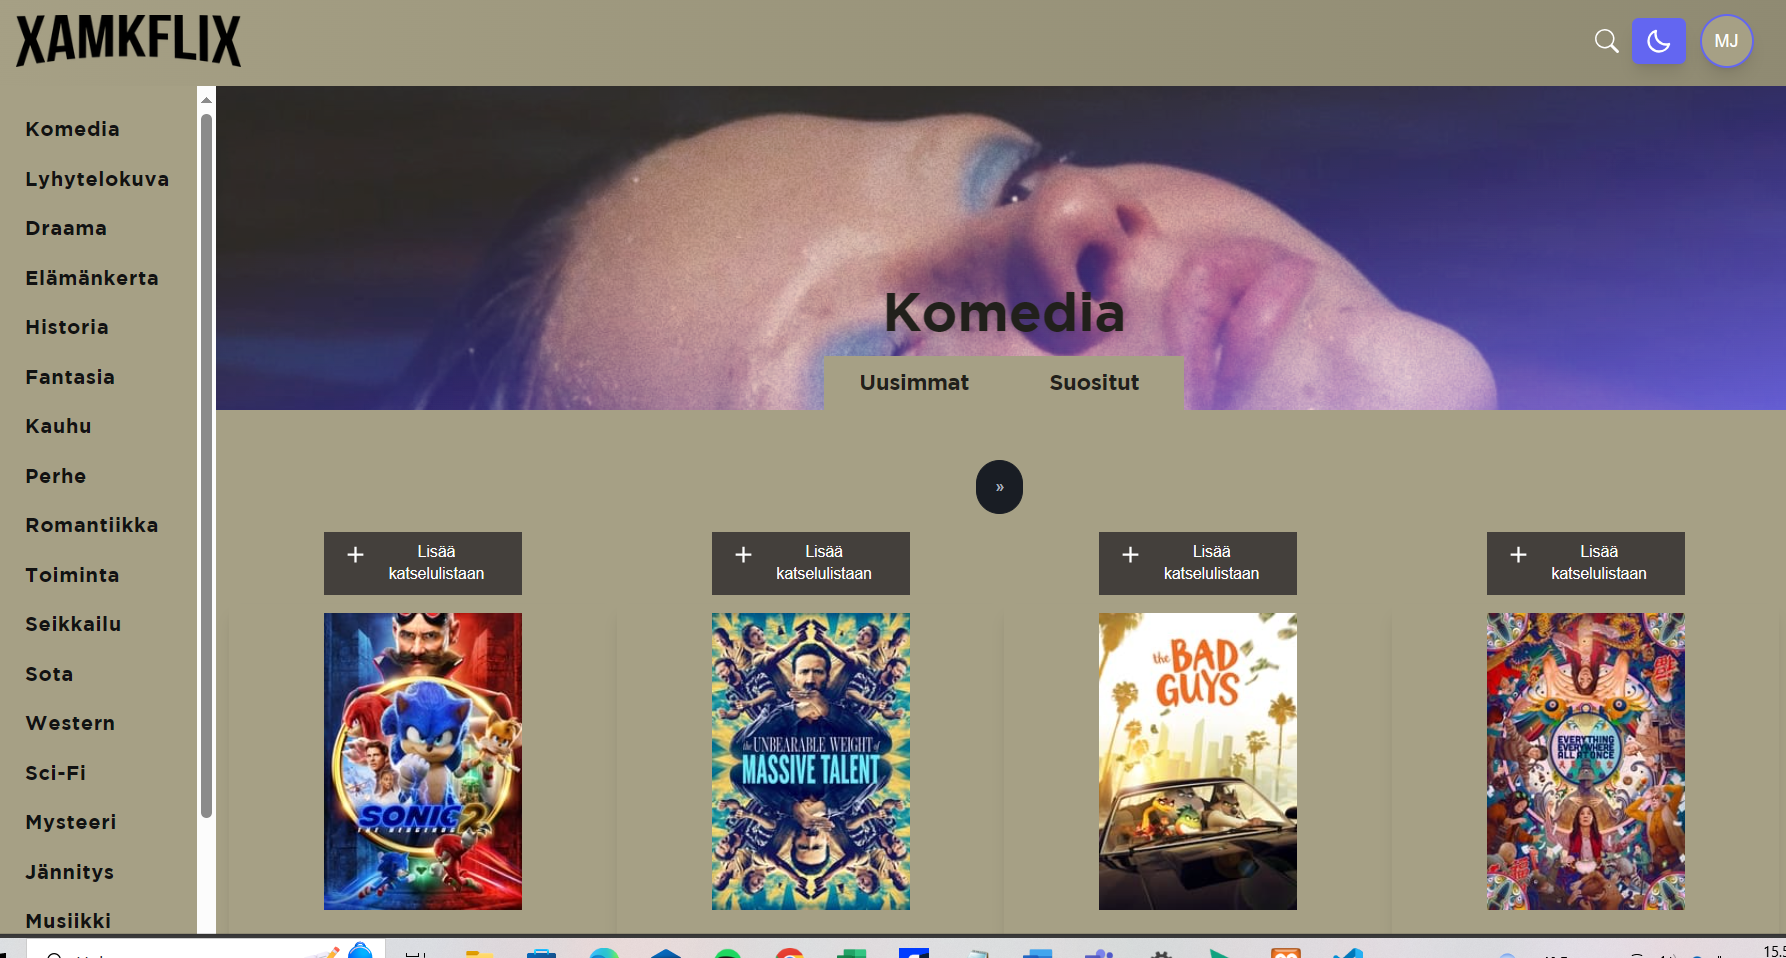 XAMKFLIX
MJ
Komedia
Lyhytelokuva
Draama
Elämänkerta
Historia
Fantasia
Kauhu
Perhe
Romantiikka
Toiminta
Seikkailu
Sota
Western
Sci-Fi
Mysteeri
Jännitys
Musiikki
Komedia
Uusimmat
Suositut
»
+ Lisää
katselulistaan
+ Lisää
katselulistaan
+ Lisää
katselulistaan
+ Lisää
katselulistaan
SONIC 2
THE HEDGEHOG
the UNBEARABLE WEIGHT of
MASSIVE TALENT
the BAD
GUYS
EVERYTHING
EVERYWHERE
ALL AT ONCE